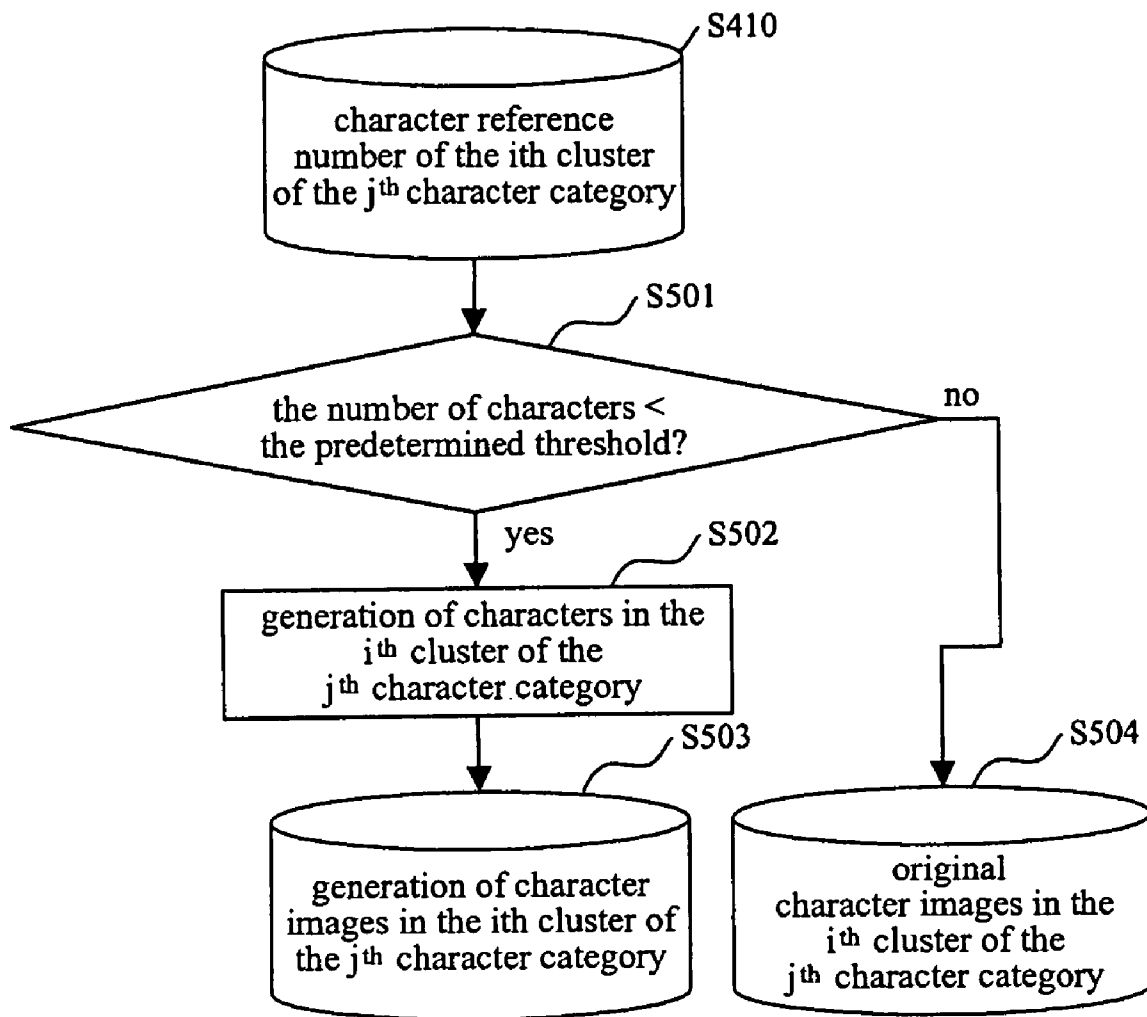 S410
character reference
number of the ith cluster
of the jth character category
S501
the number of characters <
the predetermined threshold?
no
yes
S502
generation of characters in the
ith cluster of the
jth character category
S503
generation of character
images in the ith cluster of
the jth character category
S504
original
character images in the
ith cluster of the
jth character category